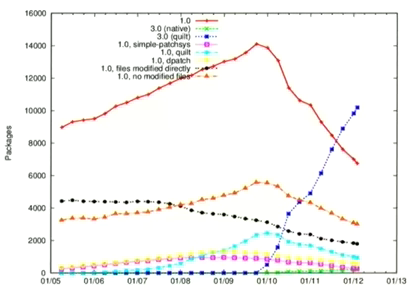 16000
14000
12000
10000
8000
6000
4000
2000
0
Packages
1.0
3.0 (native)
3.0 (quilt)
1.0, simple-patchsys
1.0, quilt
1.0, dpatch
1.0, files modified directly
1.0, no modified files
01/05 01/06 01/07 01/08 01/09 01/10 01/11 01/12 01/13